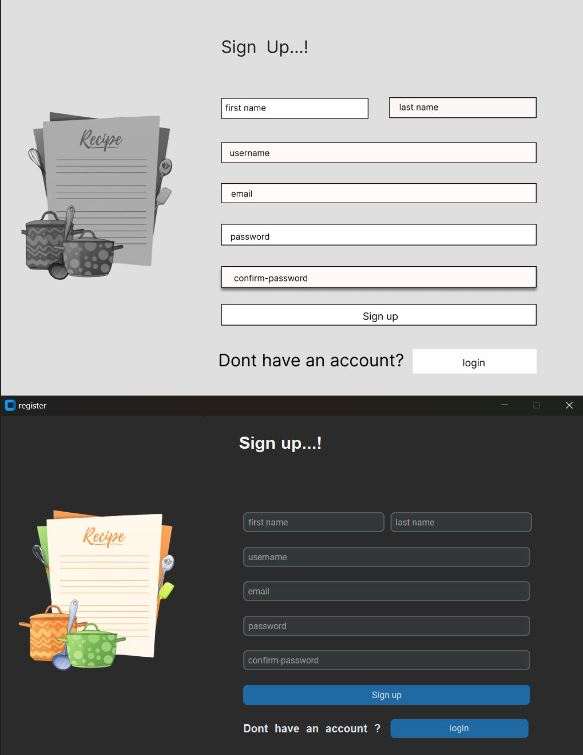 Sign Up...!
Recipe
first name last name
username
email
password
confirm-password
Sign up
Dont have an account? login
register
Sign up...!
Recipe
first name last name
username
email
password
confirm-password
Sign up
Dont have an account ? login